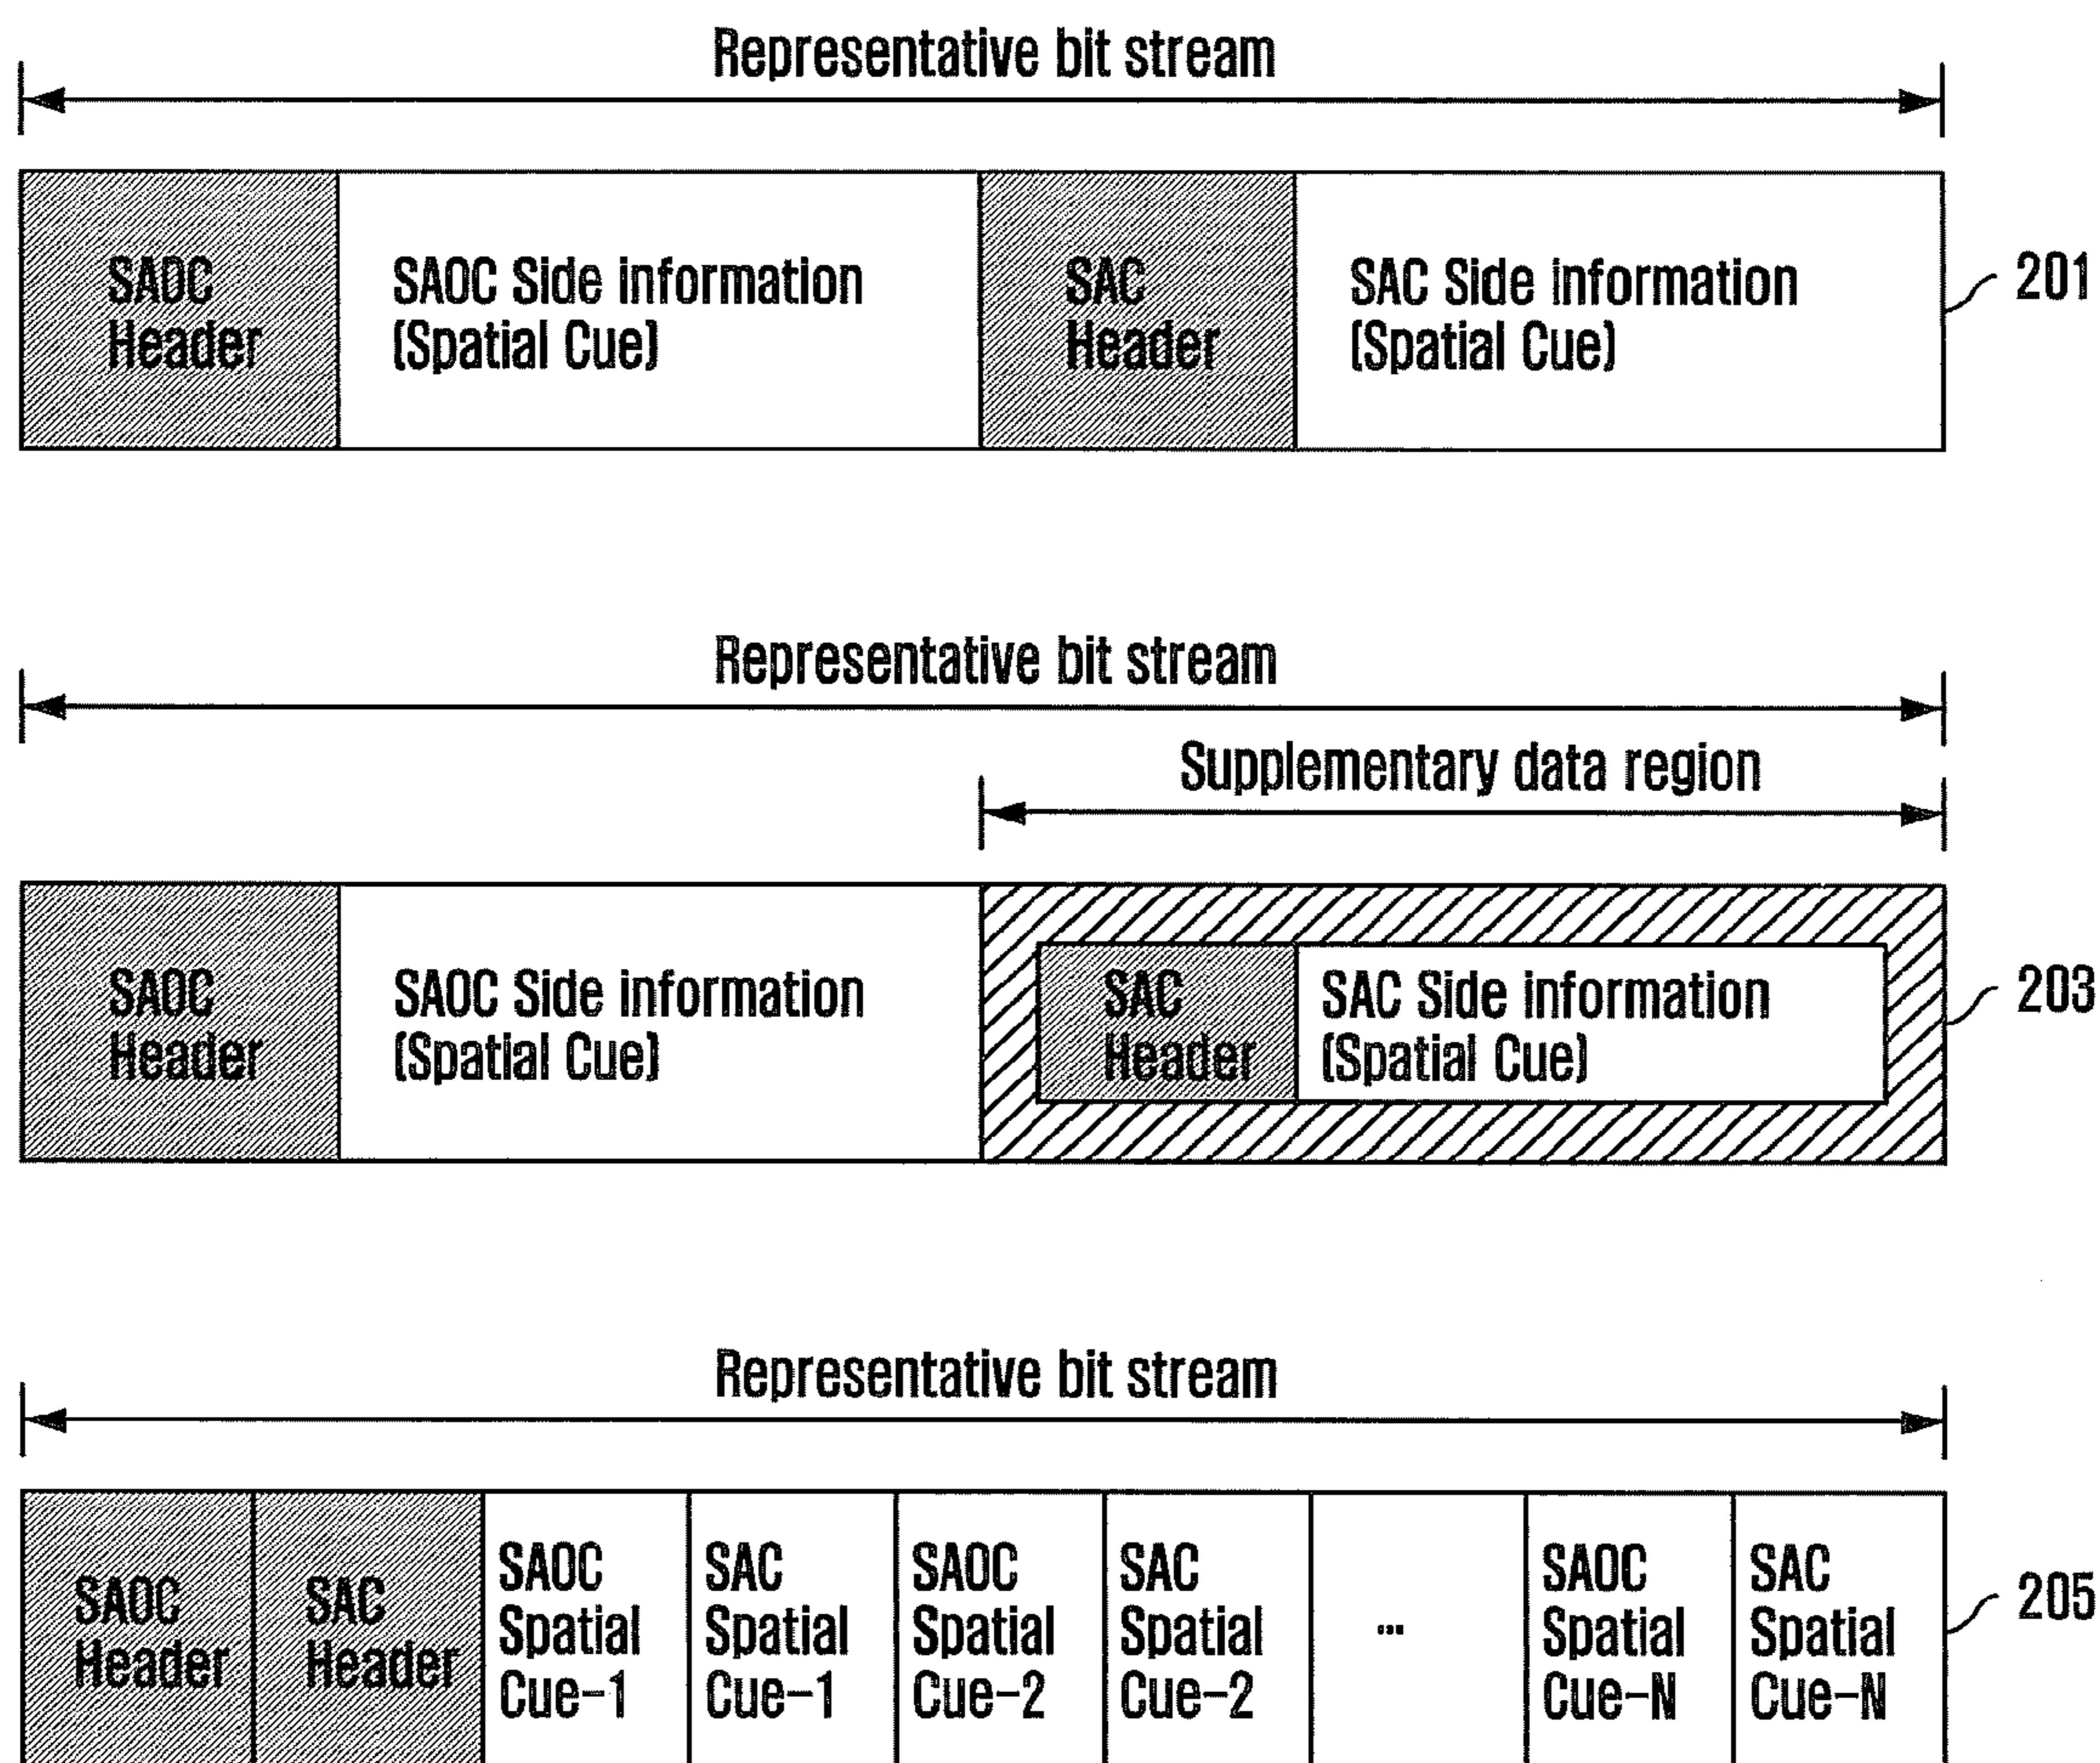 Representative bit stream
SAOC
Header
SAOC Side information
(Spatial Cue)
SAC
Header
SAC Side information
(Spatial Cue)
201
Representative bit stream
Supplementary data region
SAOC
Header
SAOC Side information
(Spatial Cue)
SAC
Header
SAC Side information
(Spatial Cue)
203
Representative bit stream
SAOC
Header
SAC
Header
SAOC
Spatial
Cue-1
SAC
Spatial
Cue-1
SAOC
Spatial
Cue-2
SAC
Spatial
Cue-2
...
SAOC
Spatial
Cue-N
SAC
Spatial
Cue-N
205